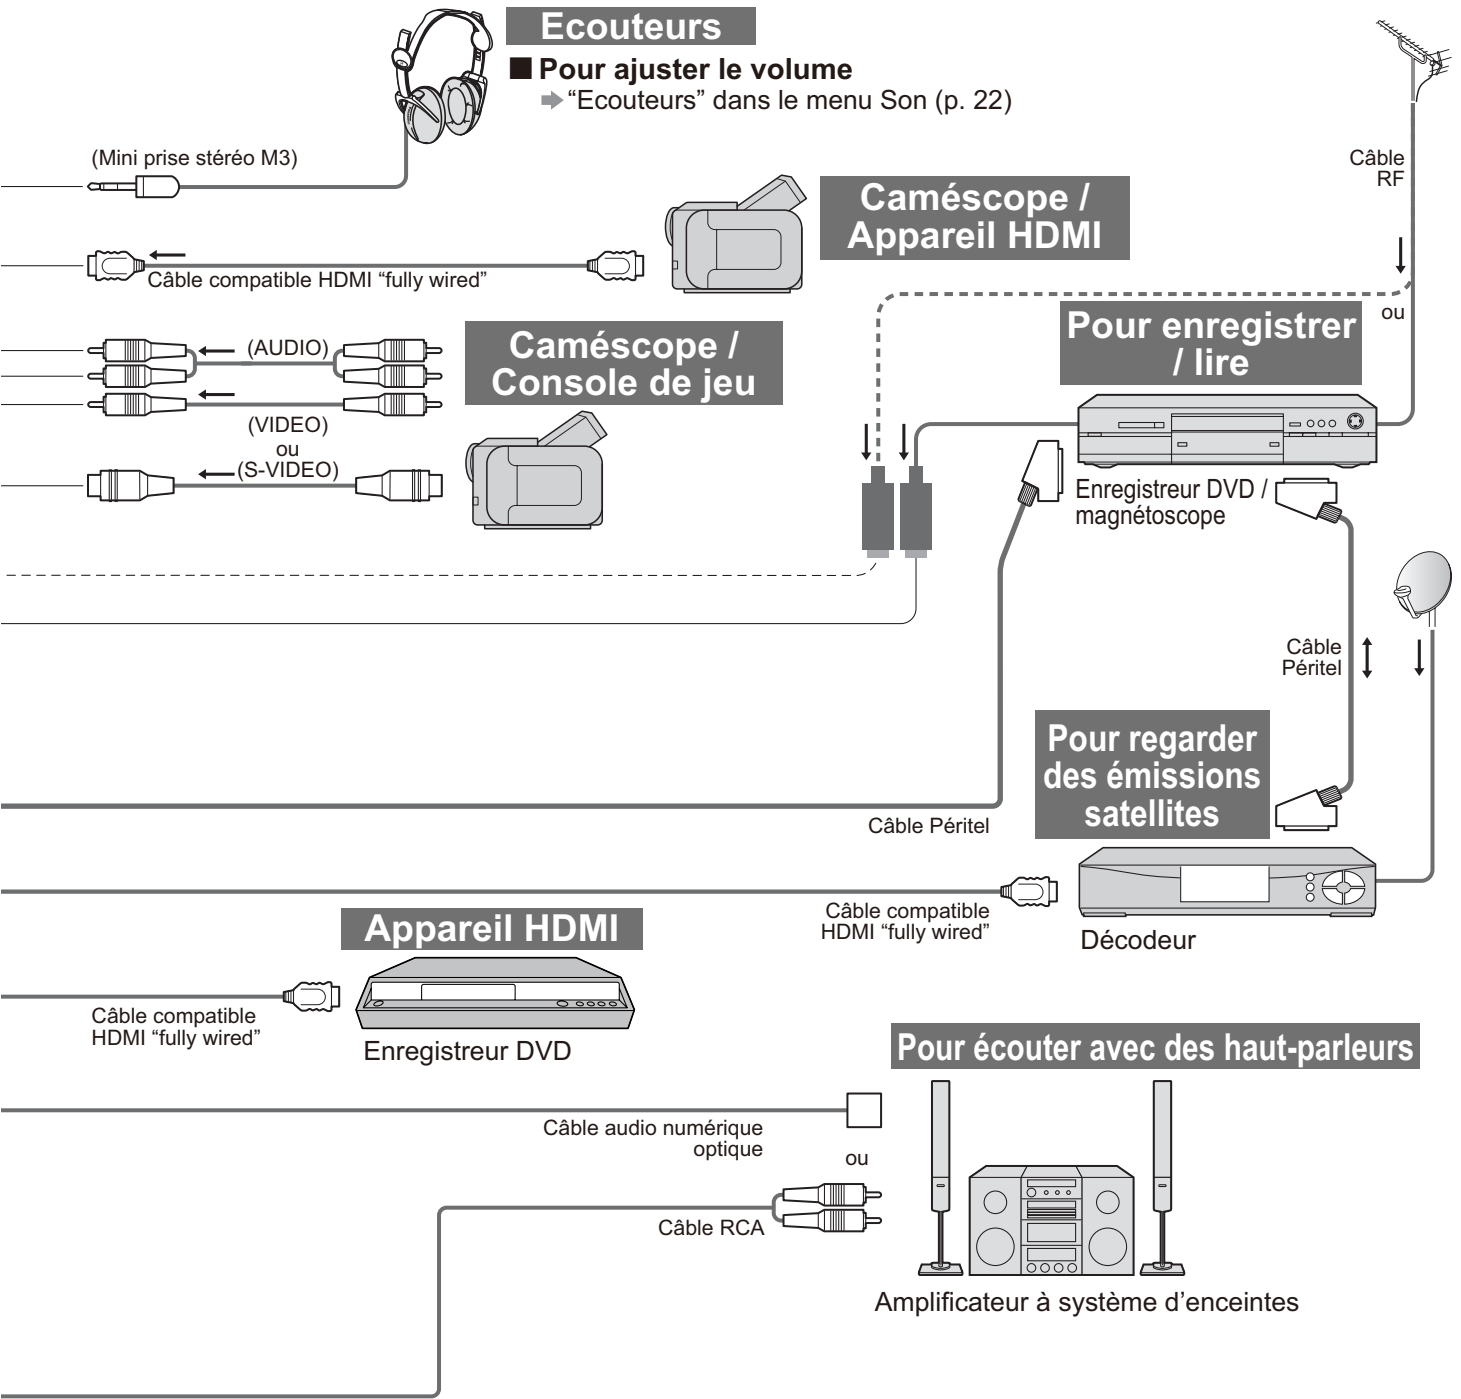 Ecouteurs
■ Pour ajuster le volume
➡ “Ecouteurs” dans le menu Son (p. 22)
(Mini prise stéréo M3)
Câble
RF
Caméscope /
Appareil HDMI
Câble compatible HDMI “fully wired”
ou
Pour enregistrer
/ lire
(AUDIO)
Caméscope /
Console de jeu
(VIDEO)
ou
(S-VIDEO)
Enregistreur DVD /
magnétoscope
Câble
Péritel
Pour regarder
des émissions
satellites
Câble Péritel
Câble compatible
HDMI “fully wired”
Décodeur
Appareil HDMI
Câble compatible
HDMI “fully wired”
Enregistreur DVD
Pour écouter avec des haut-parleurs
Câble audio numérique
optique
ou
Câble RCA
Amplificateur à système d’enceintes